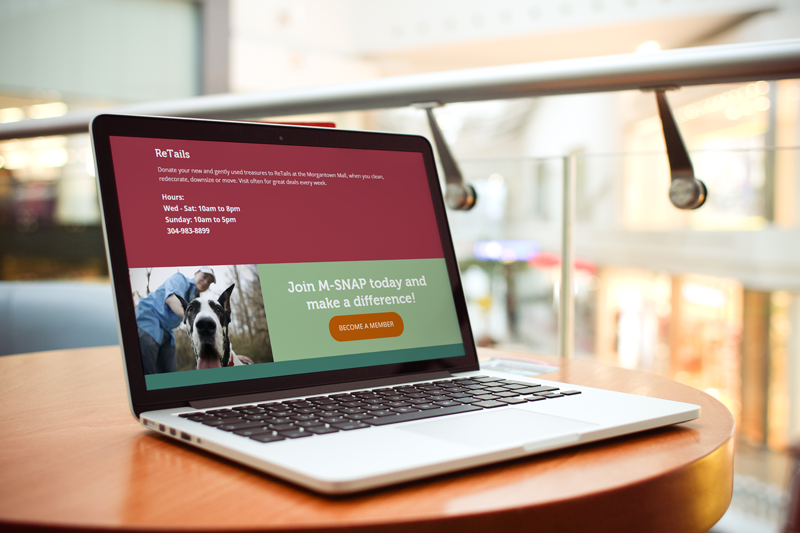 ReTails
Donate your new and gently used treasures to ReTails at the Morgantown Mall, when you clean,
redecorate, downsize or move. Visit often for great deals every week.
Hours:
Wed - Sat: 10am to 8pm
Sunday: 10am to 5pm
304-983-8899
Join M-SNAP today and
make a difference!
BECOME A MEMBER